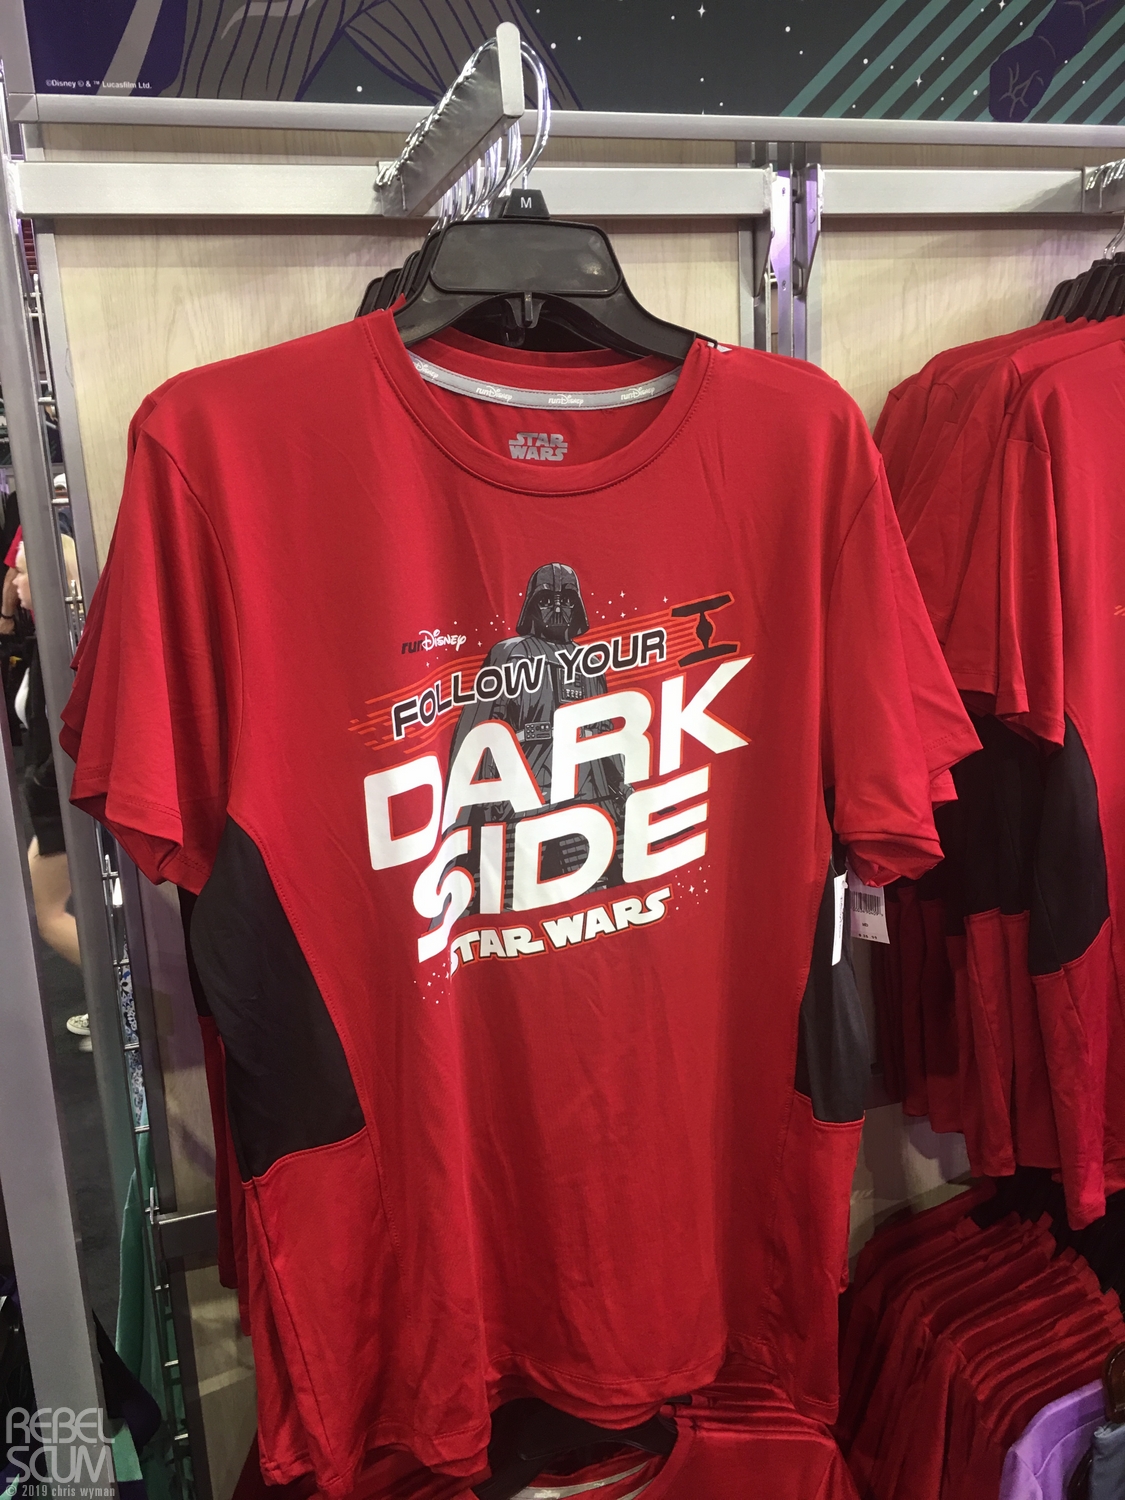 ©Disney © & ™ Lucasfilm Ltd.
M
runDisney
runDisney
runDisney
STAR
WARS
runDisney
FOLLOW YOUR
DARK
SIDE
STAR WARS
REBEL
SCUM
© 2019 chris wyman